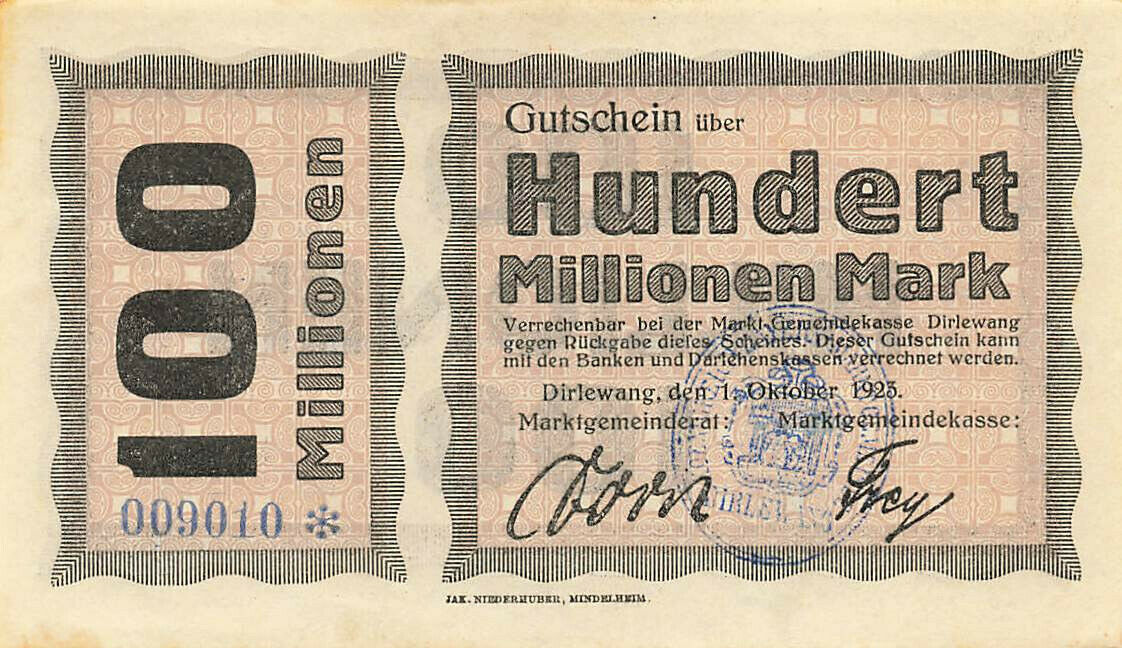 100
Millionen
009010 *
Gutschein über
Hundert
Millionen Mark
Verrechenbar bei der Markt-Gemeindekasse Dirlewang
gegen Rückgabe dieses Scheines. Dieser Gutschein kann
mit den Banken und Darlehenskassen verrechnet werden.
Dirlewang, den 1. Oktober 1923.
Marktgemeinderat: Marktgemeindekasse:
Frey
JAK. NIEDERHUBER, MINDELHEIM.